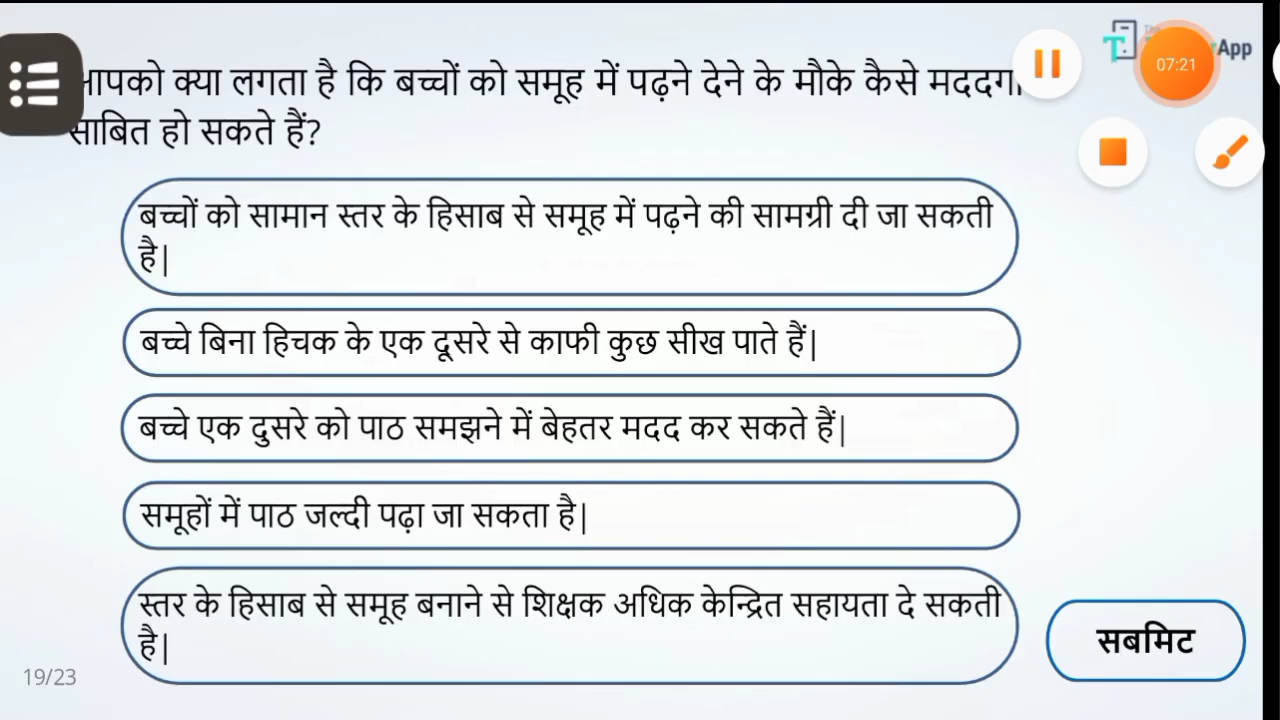 क्या लगता है कि बच्चों को समूह में पढ़ने देने के मौके कैसे
साबित हो सकते हैं?
App
07:21
बच्चों को सामान स्तर के हिसाब से समूह में पढ़ने की सामग्री दी जा सकती
है|
बच्चे बिना हिचक के एक दूसरे से काफी कुछ सीख पाते हैं|
बच्चे एक दुसरे को पाठ समझने में बेहतर मदद कर सकते हैं|
समूहों में पाठ जल्दी पढ़ा जा सकता है|
स्तर के हिसाब से समूह बनाने से शिक्षक अधिक केन्द्रित सहायता दे सकती
है|
सबमिट
19/23